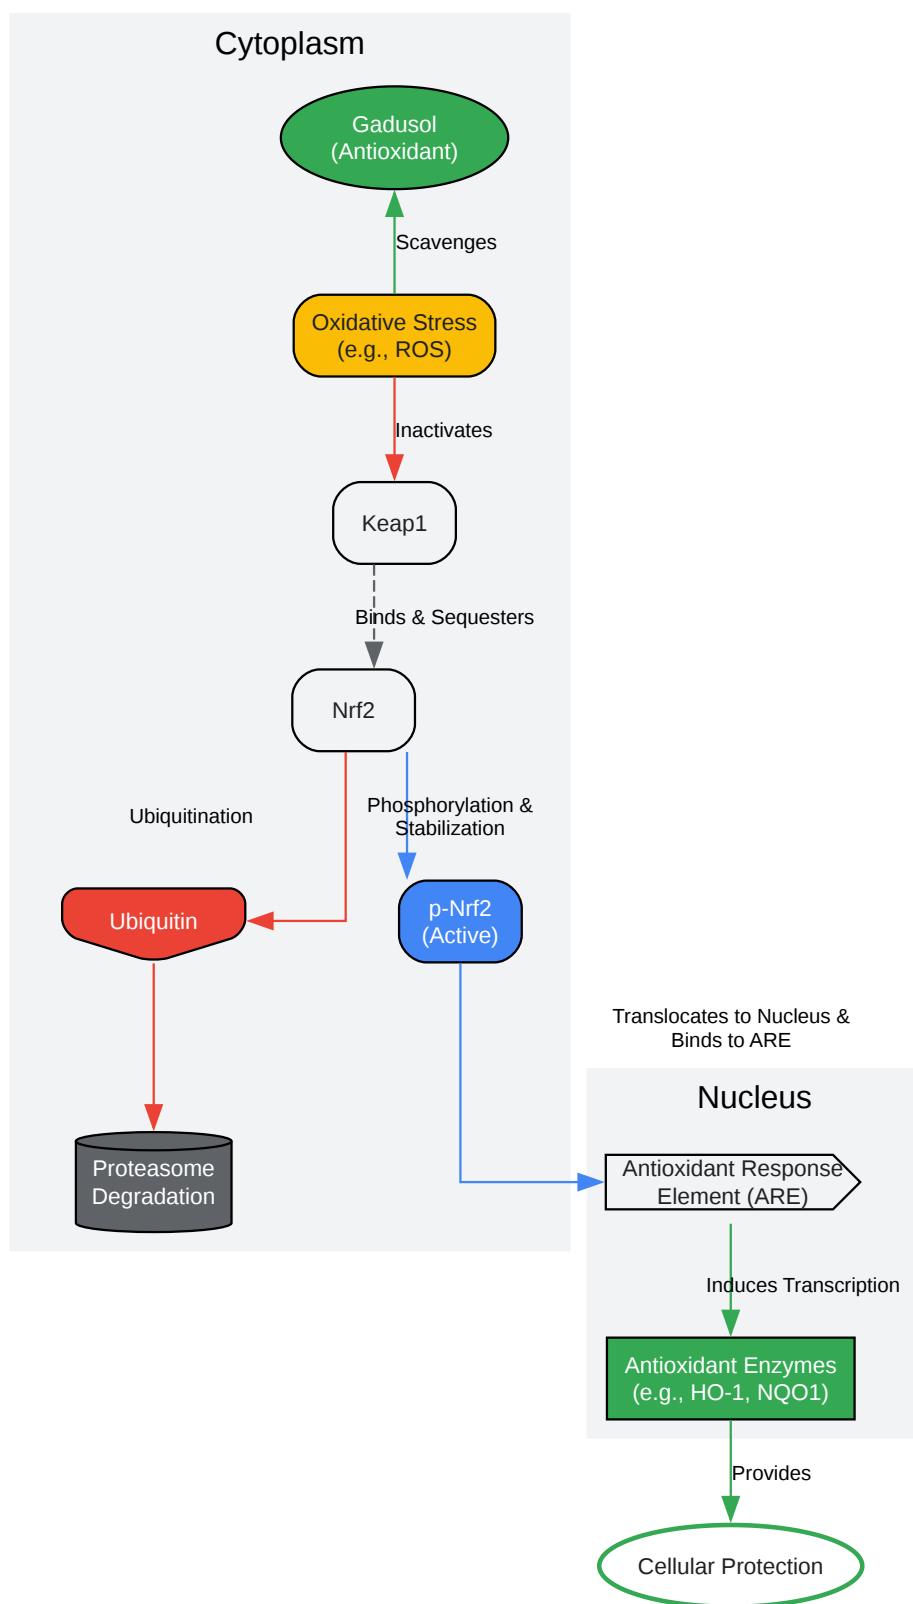 Cytoplasm
Gadusol
(Antioxidant)
Scavenges
Oxidative Stress
(e.g., ROS)
Inactivates
Keap1
Binds & Sequesters
Nrf2
Ubiquitination
Phosphorylation &
Stabilization
Ubiquitin
p-Nrf2
(Active)
Translocates to Nucleus &
Binds to ARE
Nucleus
Proteasome
Degradation
Antioxidant Response
Element (ARE)
Induces Transcription
Antioxidant Enzymes
(e.g., HO-1, NQO1)
Provides
Cellular Protection